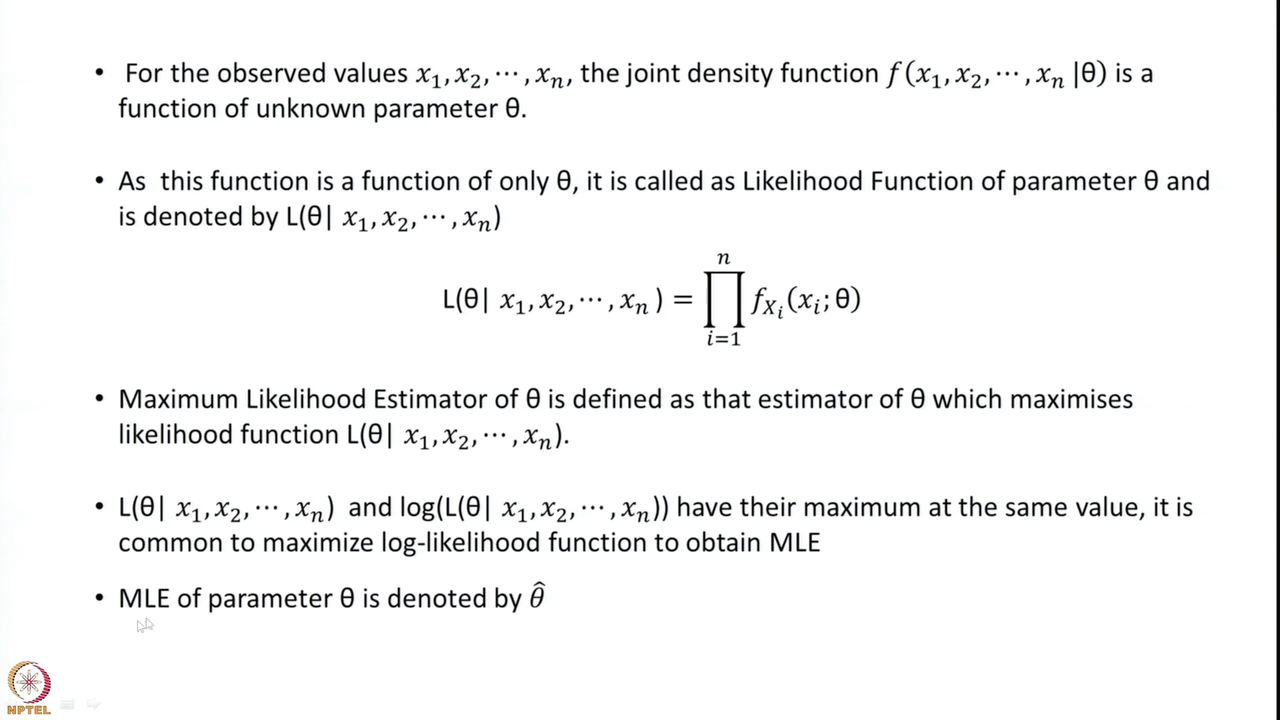 • For the observed values x₁, x₂, ⋯, xₙ, the joint density function f(x₁, x₂, ⋯, xₙ |θ) is a
function of unknown parameter θ.
• As this function is a function of only θ, it is called as Likelihood Function of parameter θ and
is denoted by L(θ| x₁, x₂, ⋯, xₙ)
L(θ| x₁, x₂, ⋯, xₙ ) = ∏ᵢ₌₁ⁿ f_{Xᵢ}(xᵢ; θ)
• Maximum Likelihood Estimator of θ is defined as that estimator of θ which maximises
likelihood function L(θ| x₁, x₂, ⋯, xₙ).
• L(θ| x₁, x₂, ⋯, xₙ) and log(L(θ| x₁, x₂, ⋯, xₙ)) have their maximum at the same value, it is
common to maximize log-likelihood function to obtain MLE
• MLE of parameter θ is denoted by θ̂
NPTEL